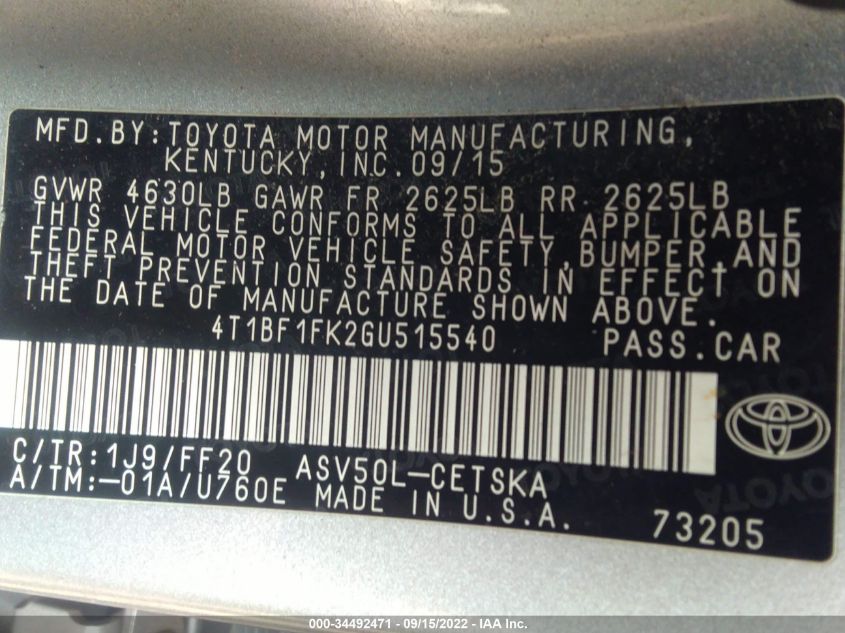 MFD.BY:TOYOTA MOTOR MANUFACTURING,
KENTUCKY,INC.09/15
GVWR 4630LB GAWR FR 2625LB RR 2625LB
THIS VEHICLE CONFORMS TO ALL APPLICABLE
FEDERAL MOTOR VEHICLE SAFETY,BUMPER,AND
THEFT PREVENTION STANDARDS IN EFFECT ON
THE DATE OF MANUFACTURE SHOWN ABOVE.
4T1BF1FK2GU515540 PASS.CAR
C/TR:1J9/FF20 ASV50L-CETSKA
A/TM:-01A/U760E MADE IN U.S.A. 73205
000-34492471 - 09/15/2022 - IAA Inc.